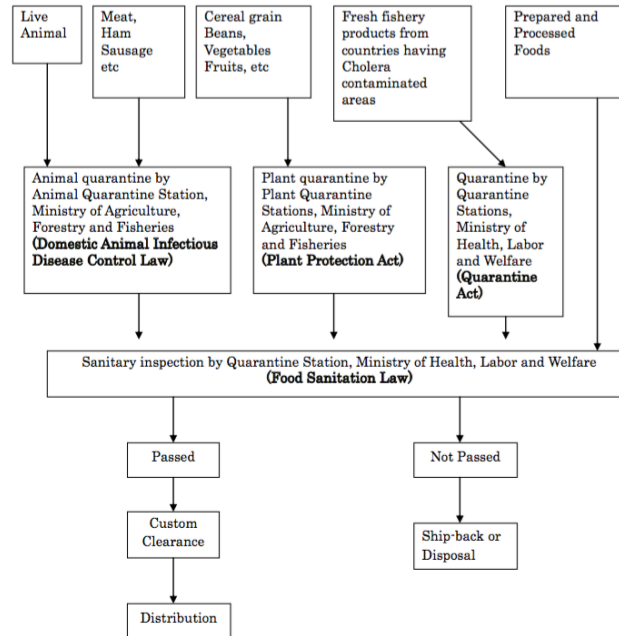 Live
Animal
Meat,
Ham
Sausage
etc
Cereal grain
Beans,
Vegetables
Fruits, etc
Fresh fishery
products from
countries having
Cholera
contaminated
areas
Prepared and
Processed
Foods
Animal quarantine by
Animal Quarantine Station,
Ministry of Agriculture,
Forestry and Fisheries
(Domestic Animal Infectious
Disease Control Law)
Plant quarantine by
Plant Quarantine
Stations, Ministry of
Agriculture, Forestry
and Fisheries
(Plant Protection Act)
Quarantine by
Quarantine
Stations,
Ministry of
Health, Labor
and Welfare
(Quarantine
Act)
Sanitary inspection by Quarantine Station, Ministry of Health, Labor and Welfare
(Food Sanitation Law)
Passed
Not Passed
Custom
Clearance
Ship-back or
Disposal
Distribution